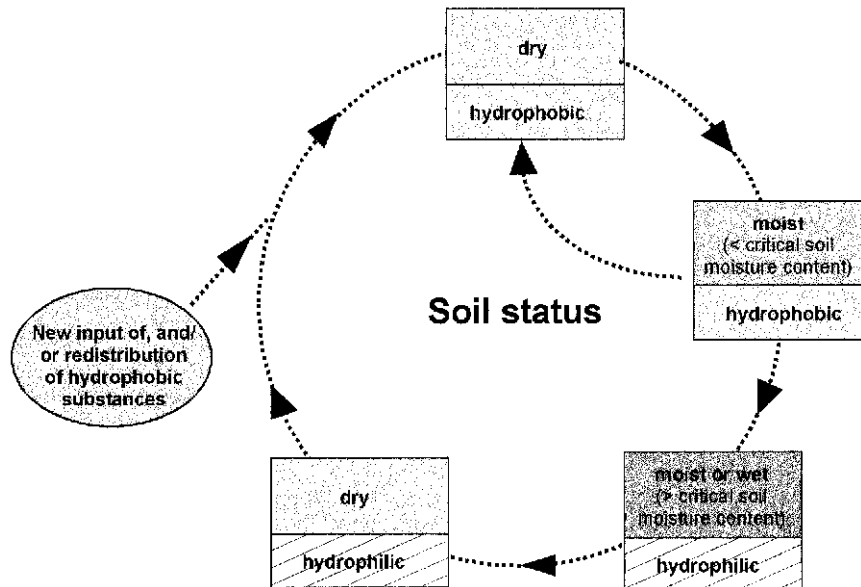 dry
hydrophobic
moist
(< critical soil
moisture content)
hydrophobic
Soil status
New input of, and/
or redistribution
of hydrophobic
substances
moist or wet
(> critical soil
moisture content)
hydrophilic
dry
hydrophilic